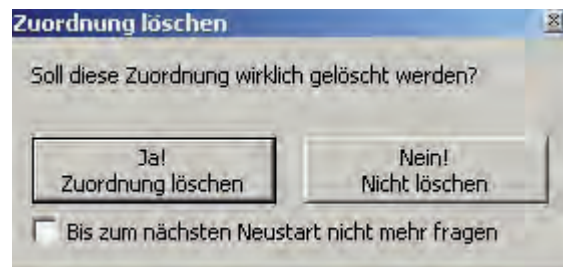 Zuordnung löschen
Soll diese Zuordnung wirklich gelöscht werden?
Ja!
Zuordnung löschen
Nein!
Nicht löschen
Bis zum nächsten Neustart nicht mehr fragen